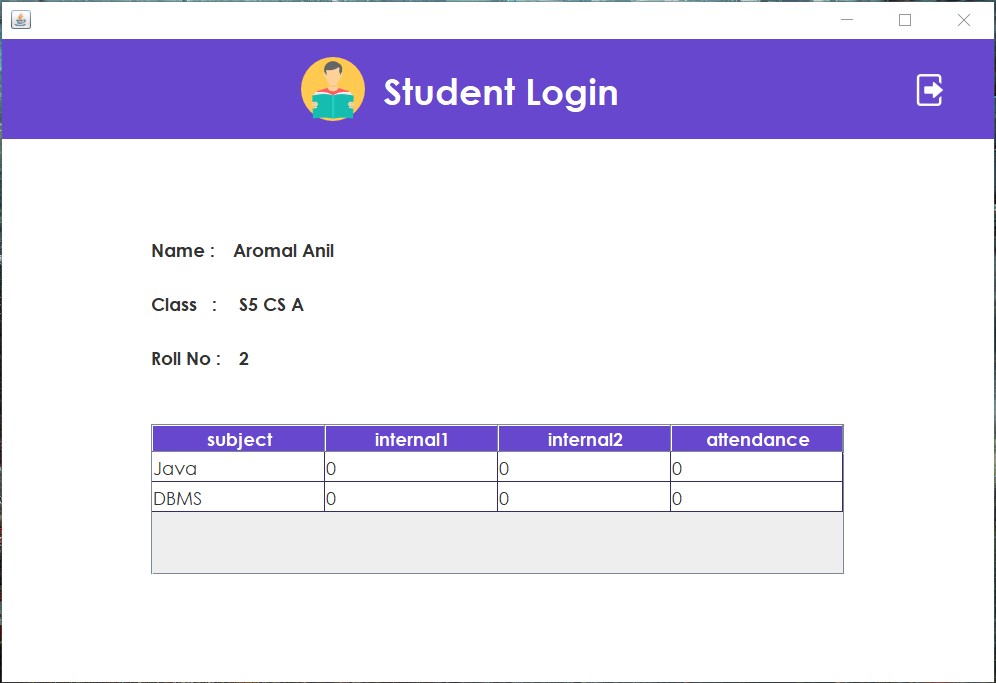 Student Login
Name : Aromal Anil
Class : S5 CS A
Roll No : 2
subject internal1 internal2 attendance
Java 0 0 0
DBMS 0 0 0